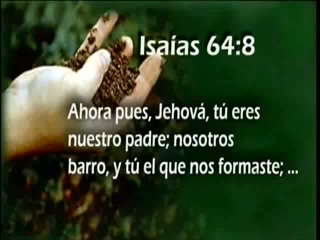 Isaías 64:8
Ahora pues, Jehová, tú eres
nuestro padre; nosotros
barro, y tú el que nos formaste; ...